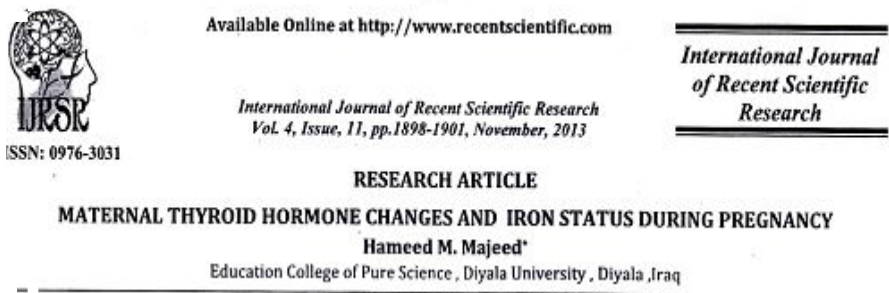 Available Online at http://www.recentscientific.com
International Journal
of Recent Scientific
Research
IJRSR
ISSN: 0976-3031
International Journal of Recent Scientific Research
Vol. 4, Issue, 11, pp.1898-1901, November, 2013
RESEARCH ARTICLE
MATERNAL THYROID HORMONE CHANGES AND IRON STATUS DURING PREGNANCY
Hameed M. Majeed*
Education College of Pure Science , Diyala University , Diyala ,Iraq